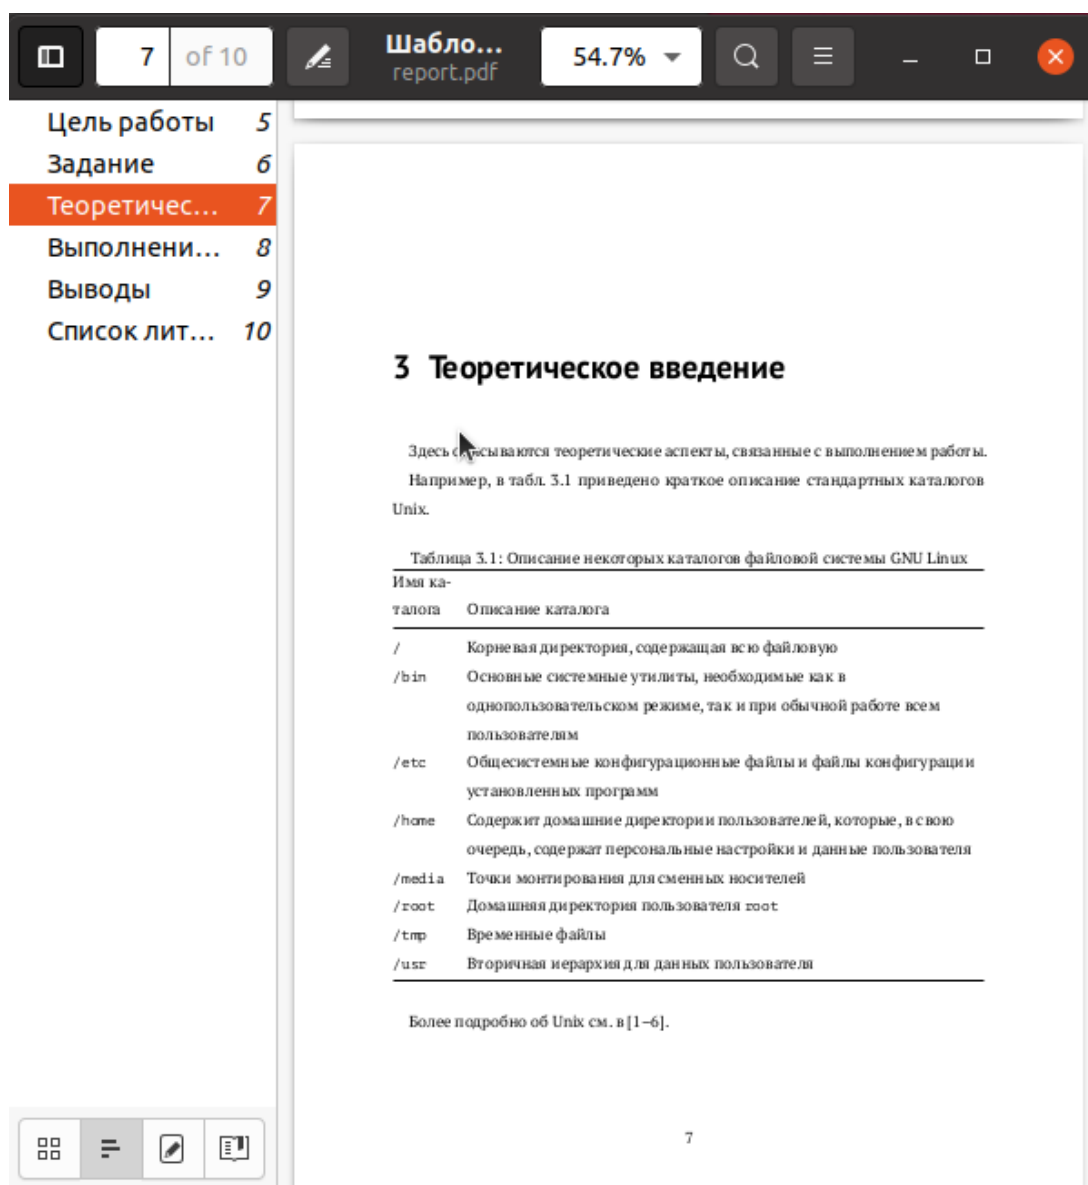 7 of 10
Шабло...
report.pdf
54.7%
Цель работы 5
Задание 6
Теоретичес... 7
Выполнени... 8
Выводы 9
Список лит... 10
3 Теоретическое введение
Здесь описываются теоретические аспекты, связанные с выполнением работы.
Например, в табл. 3.1 приведено краткое описание стандартных каталогов
Unix.
Таблица 3.1: Описание некоторых каталогов файловой системы GNU Linux
Имя ка-
талога Описание каталога
/ Корневая директория, содержащая всю файловую
/bin Основные системные утилиты, необходимые как в
однопользовательском режиме, так и при обычной работе всем
пользователям
/etc Общесистемные конфигурационные файлы и файлы конфигурации
установленных программ
/home Содержит домашние директории пользователей, которые, в свою
очередь, содержат персональные настройки и данные пользователя
/media Точки монтирования для сменных носителей
/root Домашняя директория пользователя root
/tmp Временные файлы
/usr Вторичная иерархия для данных пользователя
Более подробно об Unix см. в [1–6].
7